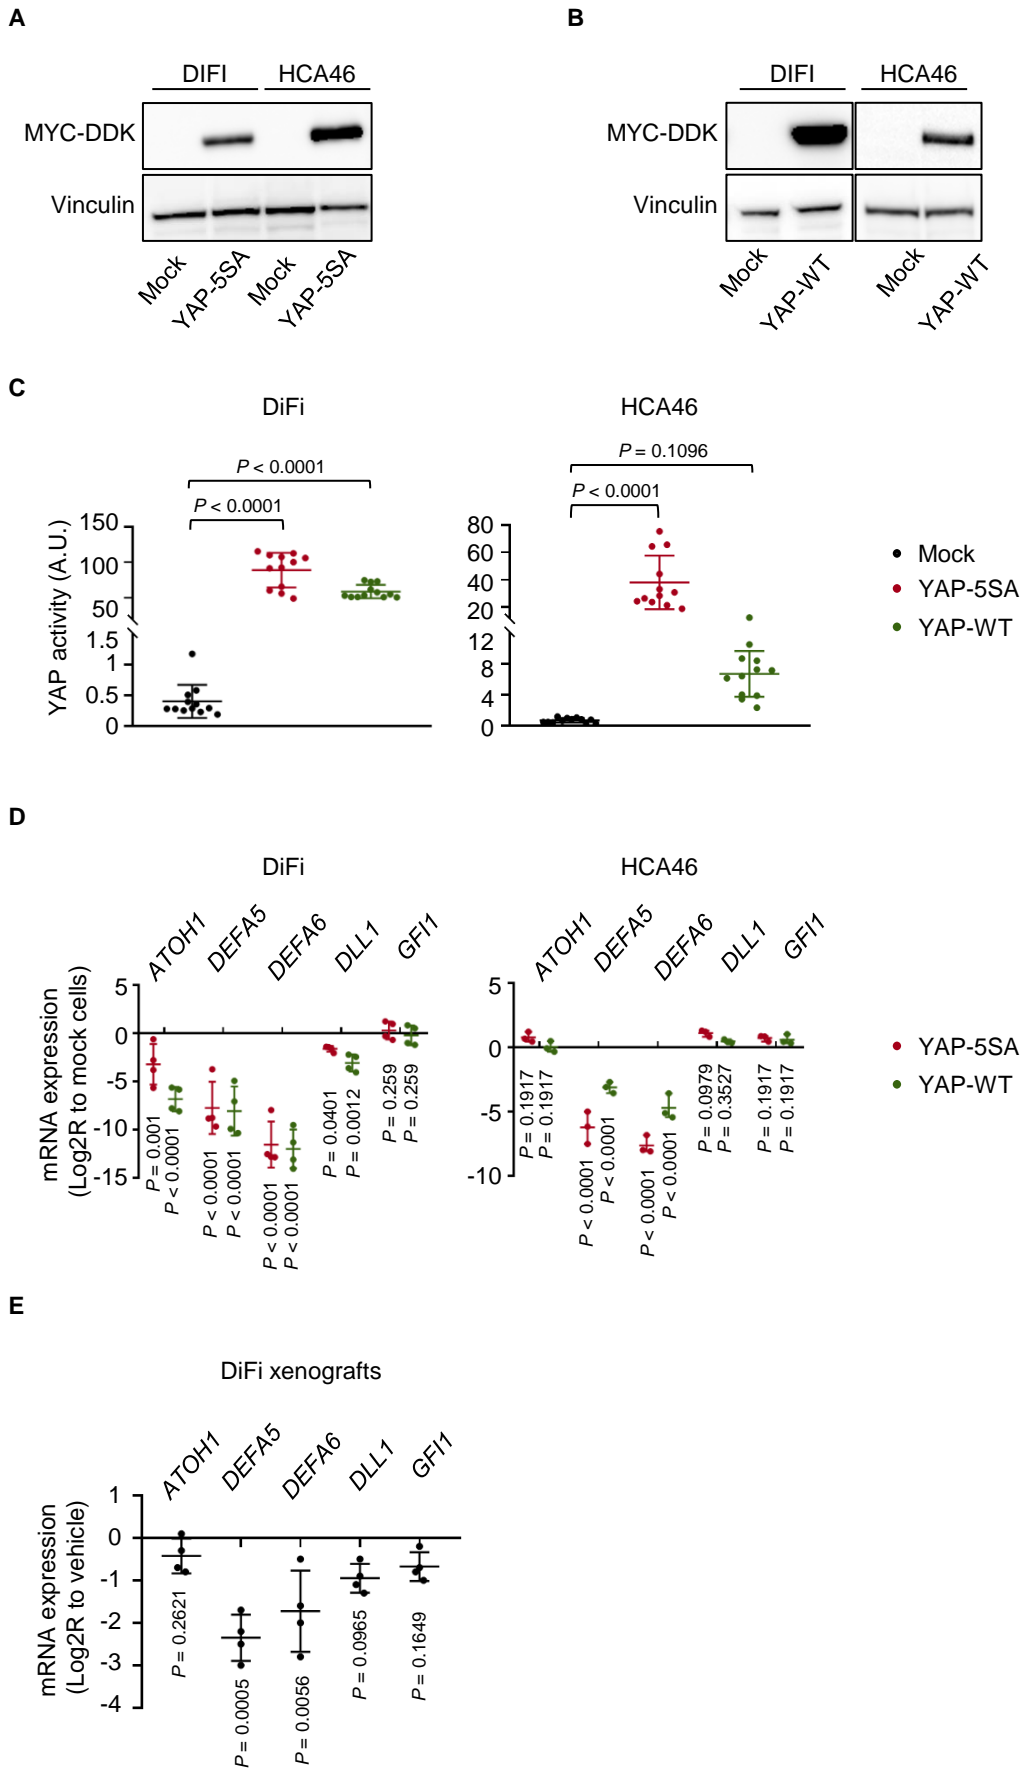 A
DIFI HCA46
MYC-DDK
Vinculin
Mock YAP-5SA Mock YAP-5SA
B
DIFI HCA46
MYC-DDK
Vinculin
Mock YAP-WT Mock YAP-WT
C
DiFi
P < 0.0001
P < 0.0001
YAP activity (A.U.)
150
100
50
1.5
1
0.5
0
HCA46
P = 0.1096
P < 0.0001
80
60
40
20
12
8
4
0
Mock
YAP-5SA
YAP-WT
D
DiFi
ATOH1 DEFA5 DEFA6 DLL1 GFI1
mRNA expression
(Log2R to mock cells)
5
0
-5
-10
-15
P = 0.001
P < 0.0001
P < 0.0001
P < 0.0001
P < 0.0001
P < 0.0001
P = 0.0401
P = 0.0012
P = 0.259
P = 0.259
HCA46
ATOH1 DEFA5 DEFA6 DLL1 GFI1
5
0
-5
-10
P = 0.1917
P = 0.1917
P < 0.0001
P < 0.0001
P < 0.0001
P < 0.0001
P = 0.0979
P = 0.3527
P = 0.1917
P = 0.1917
YAP-5SA
YAP-WT
E
DiFi xenografts
ATOH1 DEFA5 DEFA6 DLL1 GFI1
mRNA expression
(Log2R to vehicle)
1
0
-1
-2
-3
-4
P = 0.2621
P = 0.0005
P = 0.0056
P = 0.0965
P = 0.1649